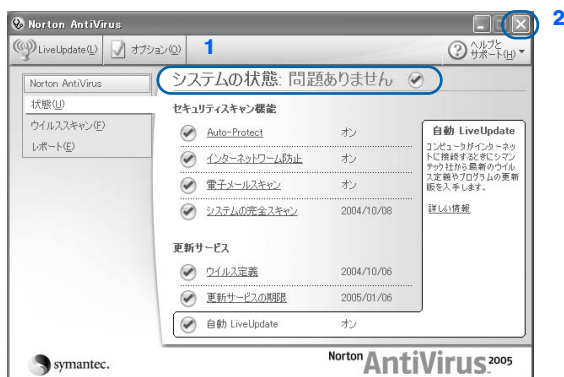 Norton AntiVirus
2
LiveUpdate(L)
オプション(O)
1
ヘルプと
サポート(H)
Norton AntiVirus
状態(U)
ウイルススキャン(F)
レポート(E)
システムの状態: 問題ありません
セキュリティスキャン機能
Auto-Protect オン
インターネットワーム防止 オン
電子メールスキャン オン
システムの完全スキャン 2004/10/08
更新サービス
ウイルス定義 2004/10/06
更新サービスの期限 2005/01/06
自動 LiveUpdate オン
自動 LiveUpdate
コンピュータがインターネッ
トに接続するときにシマン
テック社から最新のウイル
ス定義やプログラムの更新
版を入手します。
詳しい情報
symantec.
Norton AntiVirus 2005